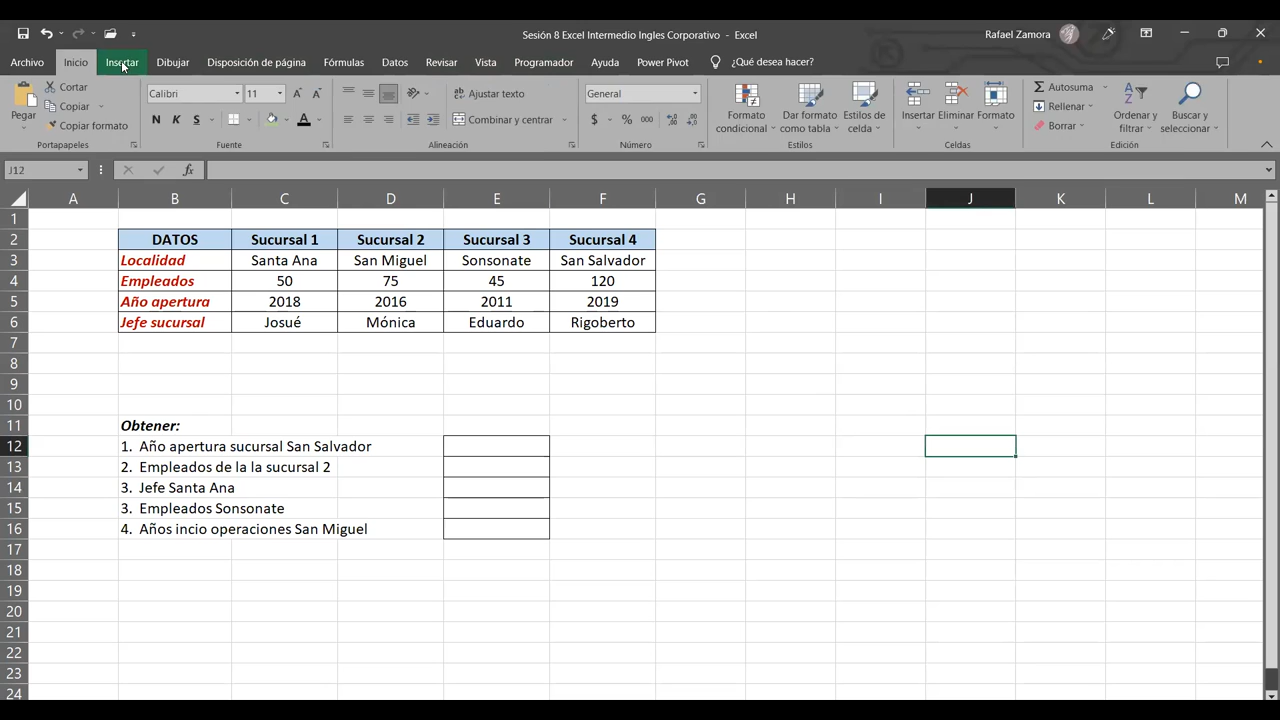 Sesión 8 Excel Intermedio Ingles Corporativo - Excel
Rafael Zamora
Archivo Inicio Insertar Dibujar Disposición de página Fórmulas Datos Revisar Vista Programador Ayuda Power Pivot ¿Qué desea hacer?
Pegar
Cortar
Copiar
Copiar formato
Portapapeles
Calibri 11
N K S
A
Fuente
Ajustar texto
Combinar y centrar
Alineación
General
$ % 000
Número
Formato condicional
Dar formato como tabla
Estilos de celda
Estilos
Insertar Eliminar Formato
Celdas
Autosuma
Rellenar
Borrar
Ordenar y filtrar
Buscar y seleccionar
Edición
J12 fx
A B C D E F G H I J K L M
1
2 DATOS Sucursal 1 Sucursal 2 Sucursal 3 Sucursal 4
3 Localidad Santa Ana San Miguel Sonsonate San Salvador
4 Empleados 50 75 45 120
5 Año apertura 2018 2016 2011 2019
6 Jefe sucursal Josué Mónica Eduardo Rigoberto
7
8
9
10
11 Obtener:
12 1. Año apertura sucursal San Salvador
13 2. Empleados de la la sucursal 2
14 3. Jefe Santa Ana
15 3. Empleados Sonsonate
16 4. Años incio operaciones San Miguel
17
18
19
20
21
22
23
24